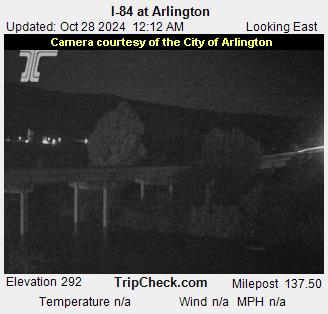 I-84 at Arlington
Updated: Oct 28 2024 12:12 AM Looking East
Camera courtesy of the City of Arlington
Elevation 292 TripCheck.com Milepost 137.50
Temperature n/a Wind n/a MPH n/a